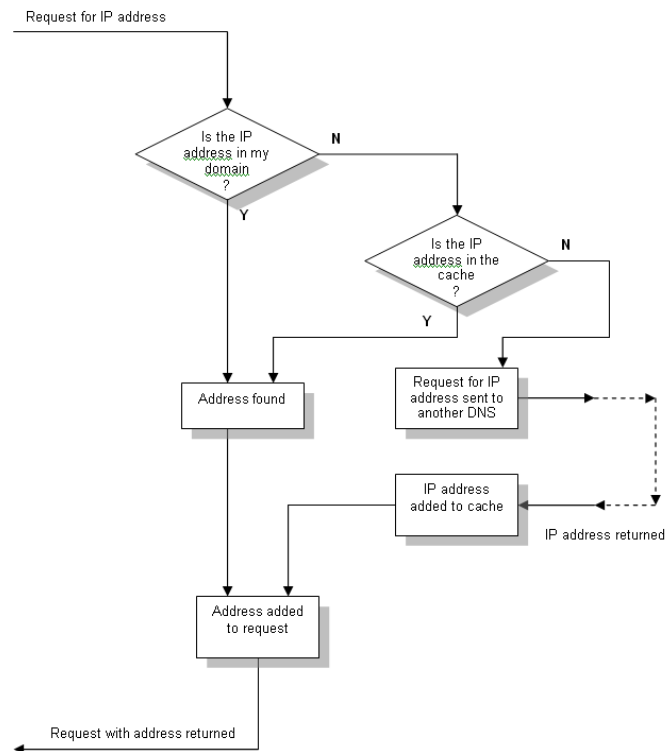 Request for IP address
Is the IP
address in my
domain
?
N
Y
Is the IP
address in the
cache
?
N
Y
Address found
Request for IP
address sent to
another DNS
IP address
added to cache
IP address returned
Address added
to request
Request with address returned